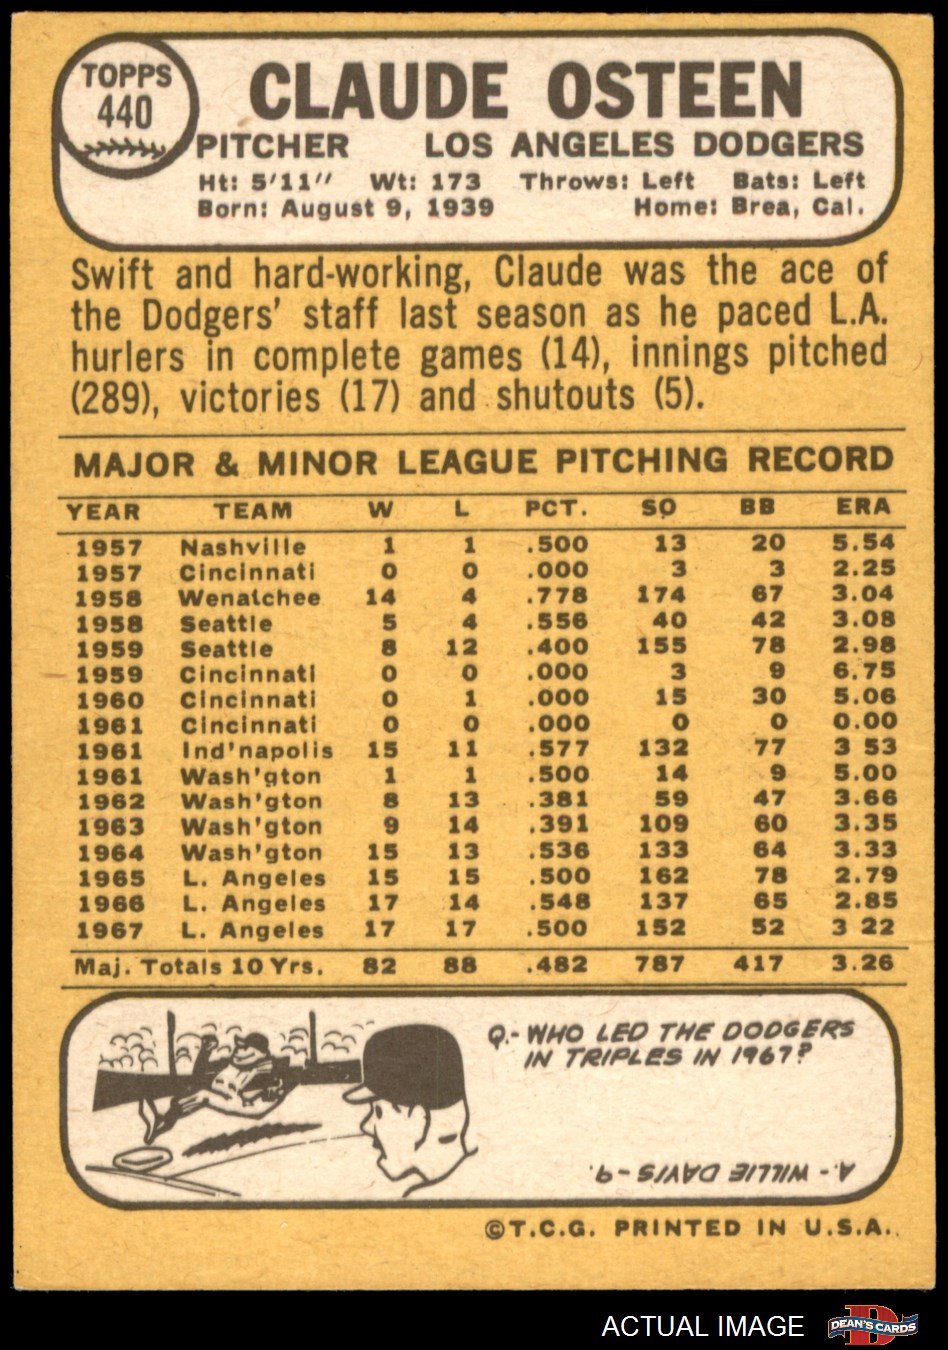 TOPPS
440
CLAUDE OSTEEN
PITCHER LOS ANGELES DODGERS
Ht: 5'11" Wt: 173 Throws: Left Bats: Left
Born: August 9, 1939 Home: Brea, Cal.
Swift and hard-working, Claude was the ace of
the Dodgers' staff last season as he paced L.A.
hurlers in complete games (14), innings pitched
(289), victories (17) and shutouts (5).
MAJOR & MINOR LEAGUE PITCHING RECORD
YEAR TEAM W L PCT. SO BB ERA
1957 Nashville 1 1 .500 13 20 5.54
1957 Cincinnati 0 0 .000 3 3 2.25
1958 Wenatchee 14 4 .778 174 67 3.04
1958 Seattle 5 4 .556 40 42 3.08
1959 Seattle 8 12 .400 155 78 2.98
1959 Cincinnati 0 0 .000 3 9 6.75
1960 Cincinnati 0 1 .000 15 30 5.06
1961 Cincinnati 0 0 .000 0 0 0.00
1961 Ind'napolis 15 11 .577 132 77 3 53
1961 Wash'gton 1 1 .500 14 9 5.00
1962 Wash'gton 8 13 .381 59 47 3.66
1963 Wash'gton 9 14 .391 109 60 3.35
1964 Wash'gton 15 13 .536 133 64 3.33
1965 L. Angeles 15 15 .500 162 78 2.79
1966 L. Angeles 17 14 .548 137 65 2.85
1967 L. Angeles 17 17 .500 152 52 3 22
Maj. Totals 10 Yrs. 82 88 .482 787 417 3.26
Q.- WHO LED THE DODGERS
IN TRIPLES IN 1967?
A.- WILLIE DAVIS - 9.
©T.C.G. PRINTED IN U.S.A.
ACTUAL IMAGE
D
DEAN'S CARDS